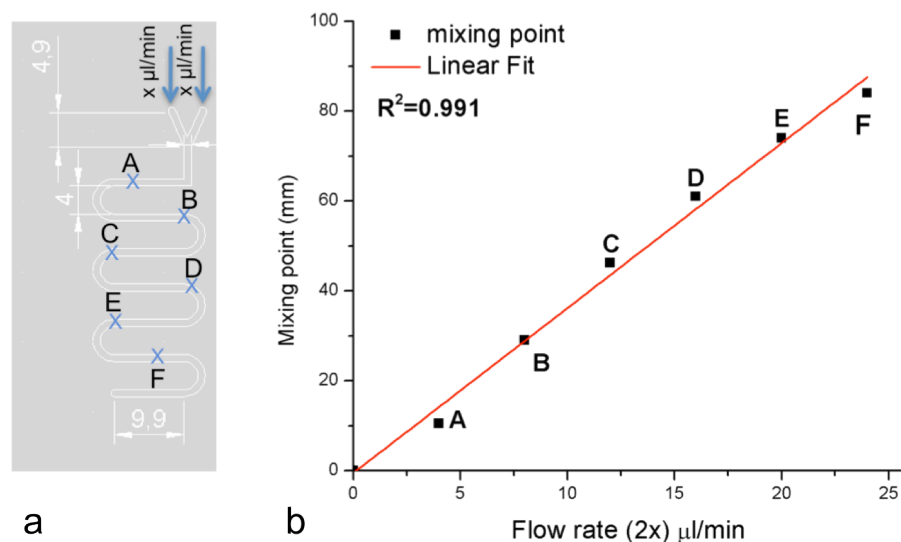 x µl/min
x µl/min
4,9
A
B
4
C
D
E
F
9,9
a
100
80
60
40
20
0
Mixing point (mm)
mixing point
Linear Fit
R²=0.991
A
B
C
D
E
F
0
5
10
15
20
25
Flow rate (2x) µl/min
b